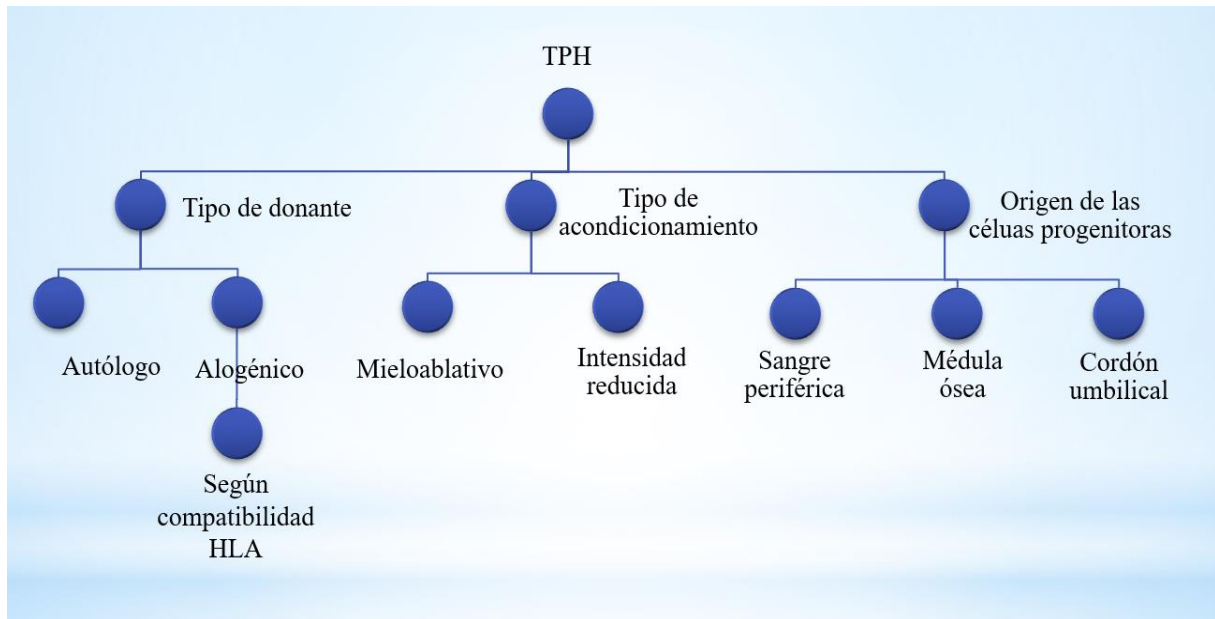 TPH
Tipo de donante
Tipo de
acondicionamiento
Origen de las
céluas progenitoras
Autólogo
Alogénico
Mieloablativo
Intensidad
reducida
Sangre
periférica
Médula
ósea
Cordón
umbilical
Según
compatibilidad
HLA